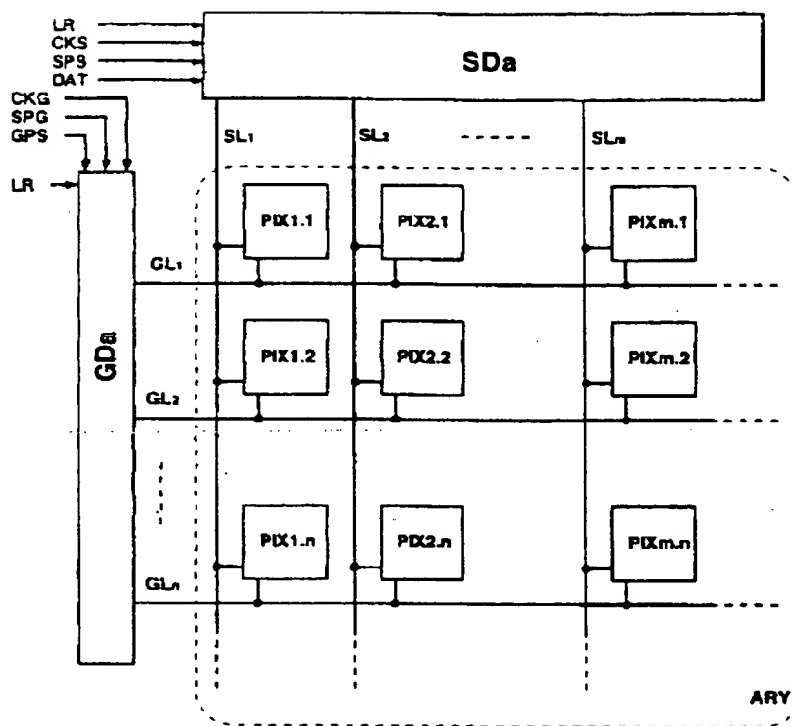 LR
CKS
SPS
DAT
SDa
CKG
SPG
GPS
LR
SL1
SL2
SLm
PIX1.1
PIX2.1
PIXm.1
GL1
GDa
PIX1.2
PIX2.2
PIXm.2
GL2
PIX1.n
PIX2.n
PIXm.n
GLn
ARY